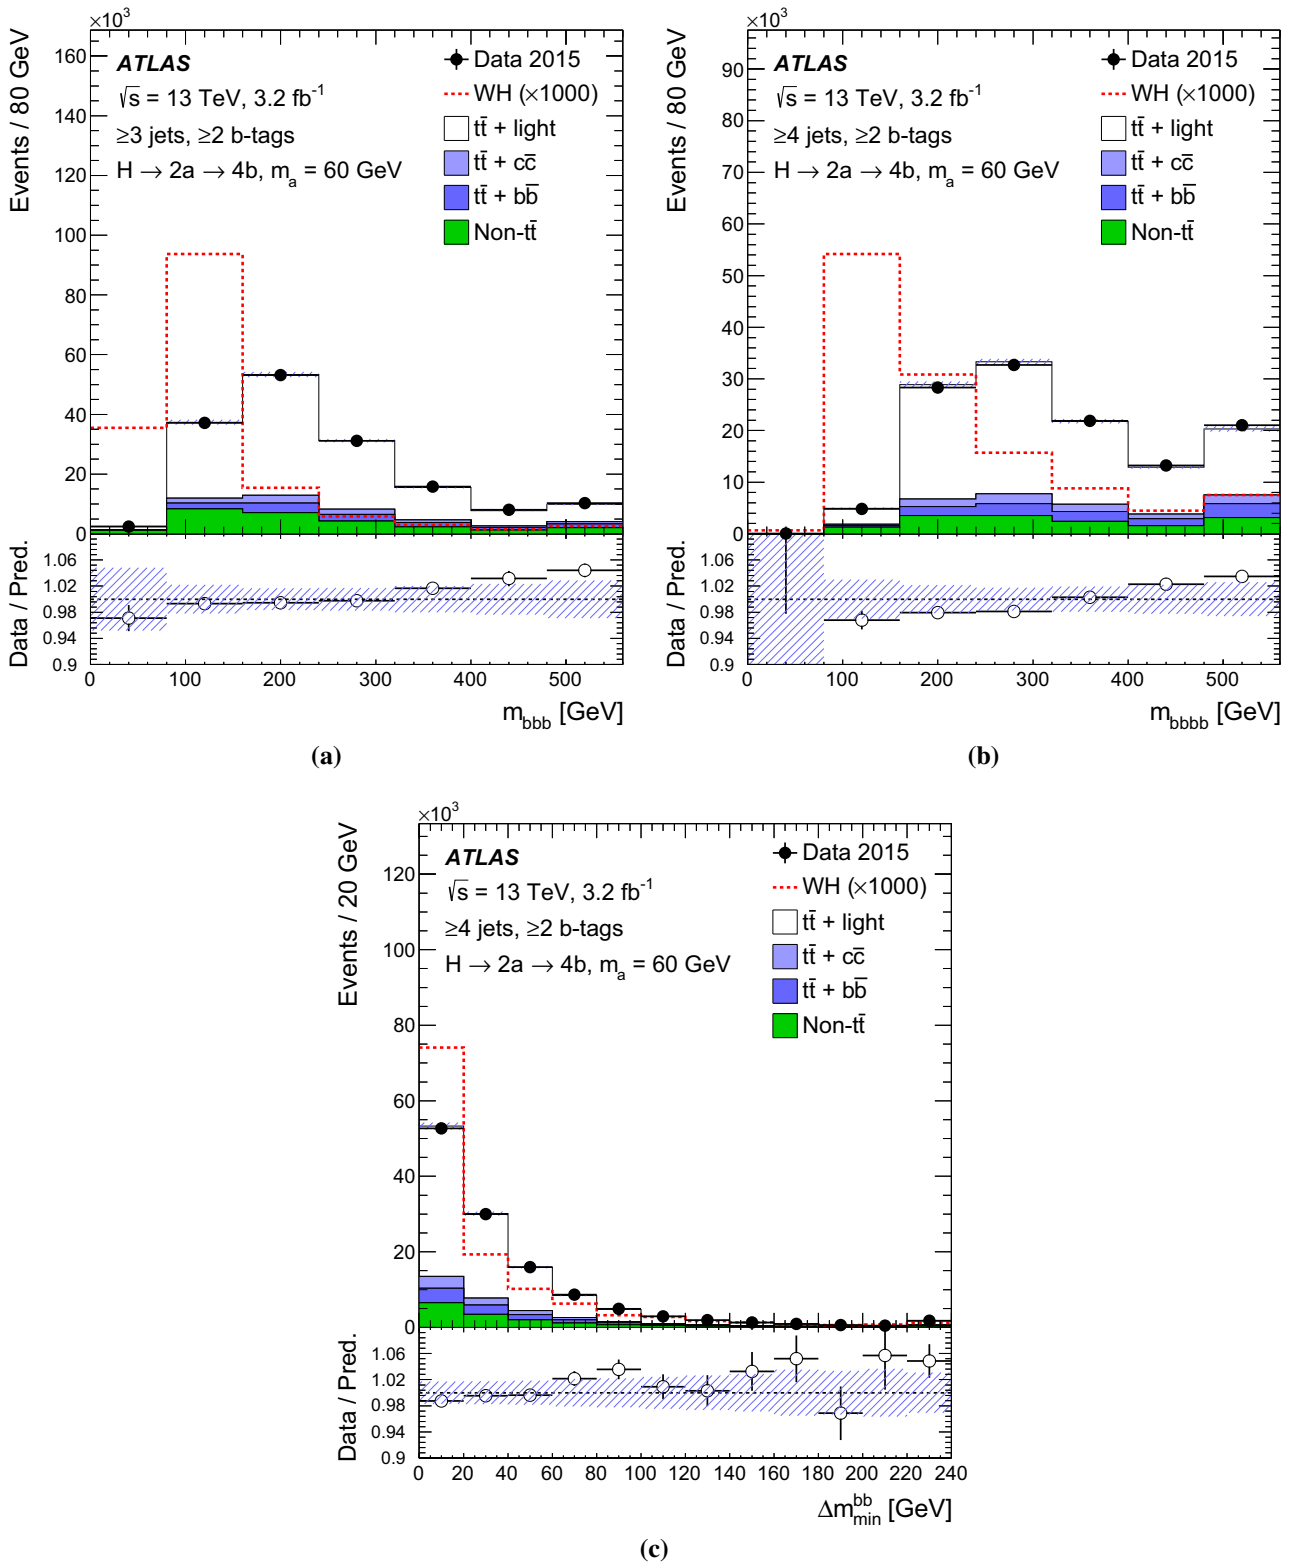 ×10³
Events / 80 GeV
160
140
120
100
80
60
40
20
0
ATLAS
√s = 13 TeV, 3.2 fb⁻¹
≥3 jets, ≥2 b-tags
H → 2a → 4b, mₐ = 60 GeV
Data 2015
WH (×1000)
tt̄ + light
tt̄ + cc̄
tt̄ + bb̄
Non-tt̄
Data / Pred.
1.06
1.02
0.98
0.94
0.9
0 100 200 300 400 500
m_bbb [GeV]
(a)
×10³
Events / 80 GeV
90
80
70
60
50
40
30
20
10
0
ATLAS
√s = 13 TeV, 3.2 fb⁻¹
≥4 jets, ≥2 b-tags
H → 2a → 4b, mₐ = 60 GeV
Data 2015
WH (×1000)
tt̄ + light
tt̄ + cc̄
tt̄ + bb̄
Non-tt̄
Data / Pred.
1.06
1.02
0.98
0.94
0.9
0 100 200 300 400 500
m_bbbb [GeV]
(b)
×10³
Events / 20 GeV
120
100
80
60
40
20
0
ATLAS
√s = 13 TeV, 3.2 fb⁻¹
≥4 jets, ≥2 b-tags
H → 2a → 4b, mₐ = 60 GeV
Data 2015
WH (×1000)
tt̄ + light
tt̄ + cc̄
tt̄ + bb̄
Non-tt̄
Data / Pred.
1.06
1.02
0.98
0.94
0.9
0 20 40 60 80 100 120 140 160 180 200 220 240
Δm_min^bb [GeV]
(c)